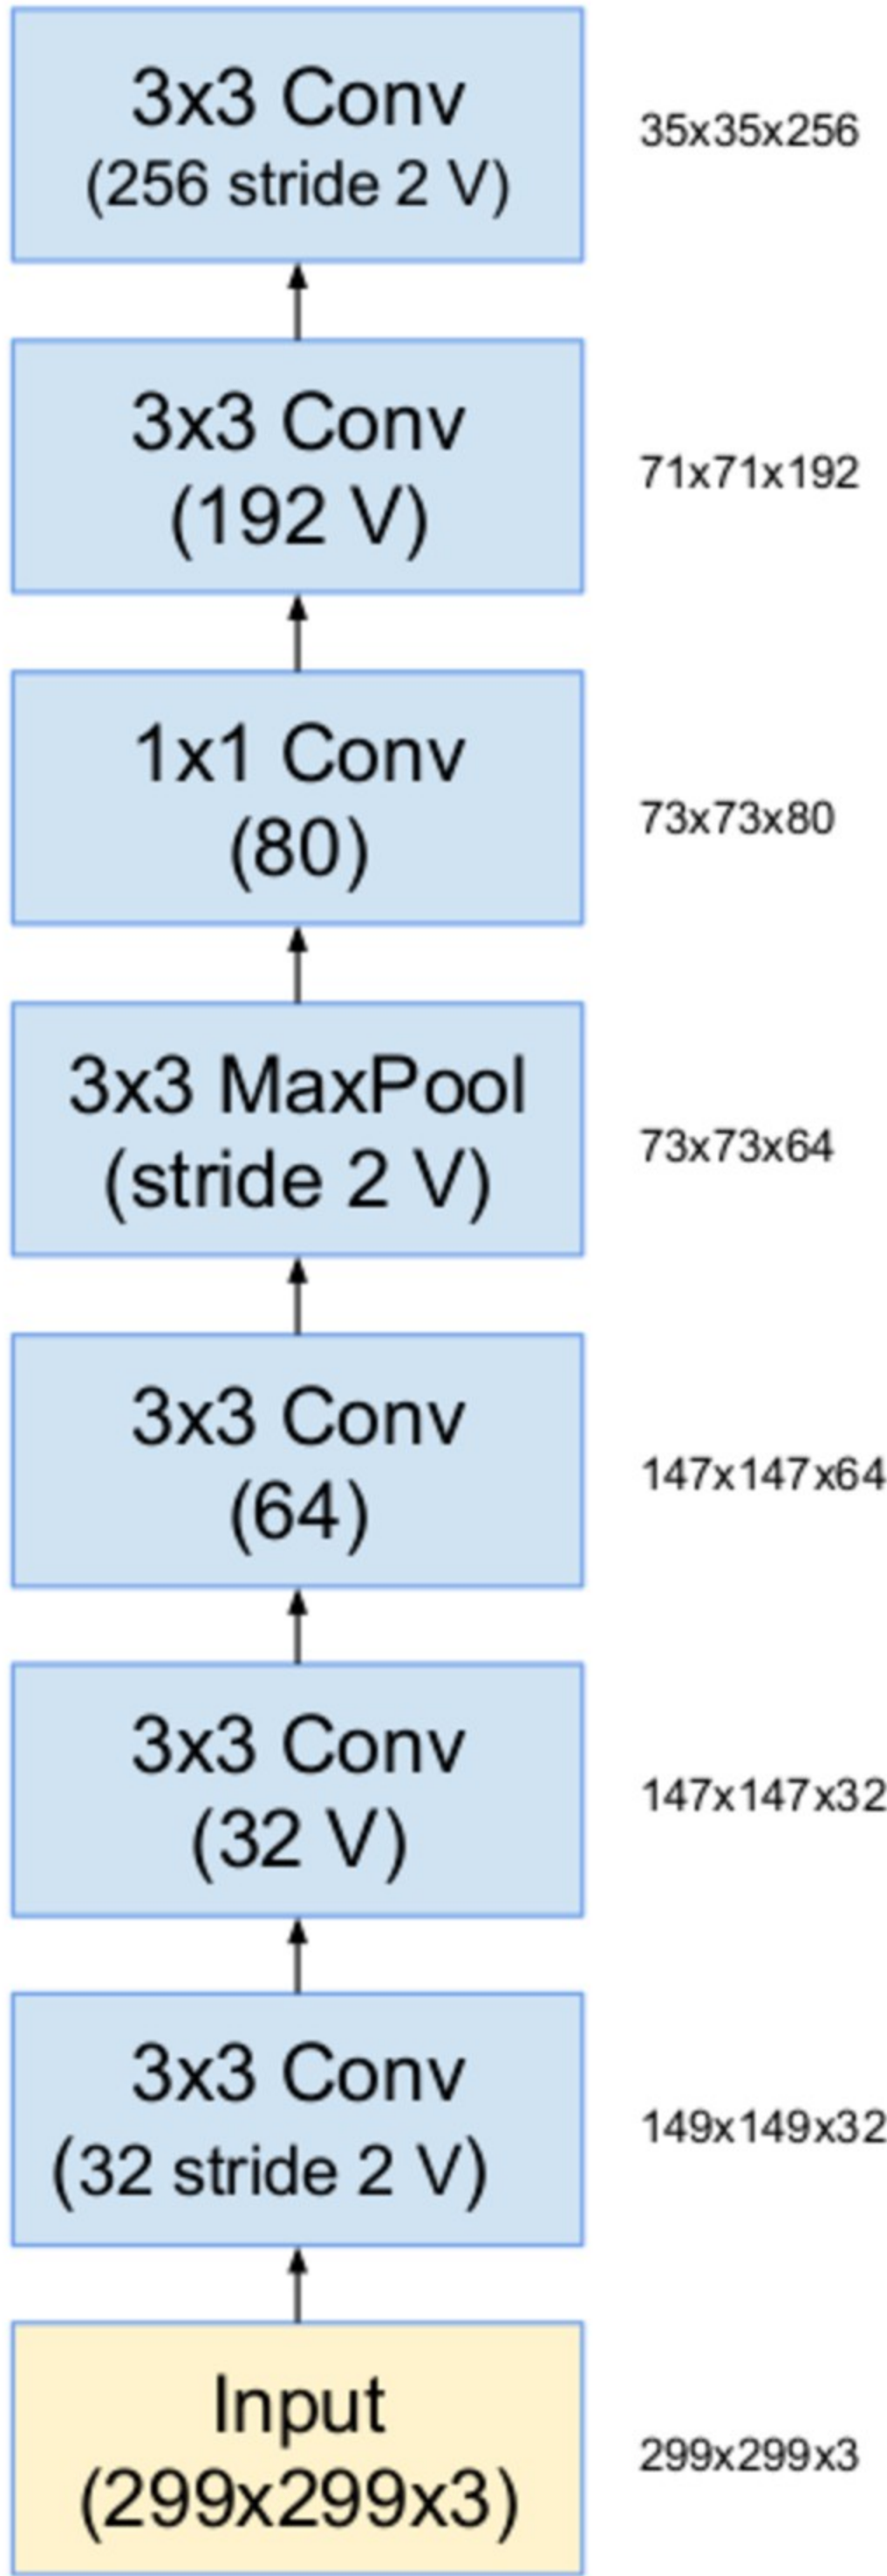 3x3 Conv
(256 stride 2 V)
35x35x256
3x3 Conv
(192 V)
71x71x192
1x1 Conv
(80)
73x73x80
3x3 MaxPool
(stride 2 V)
73x73x64
3x3 Conv
(64)
147x147x64
3x3 Conv
(32 V)
147x147x32
3x3 Conv
(32 stride 2 V)
149x149x32
Input
(299x299x3)
299x299x3